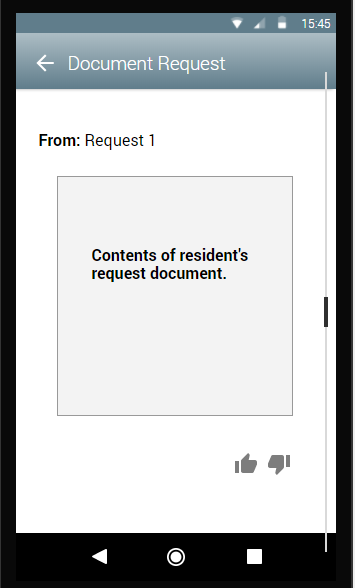 15:45
Document Request
From: Request 1
Contents of resident's
request document.